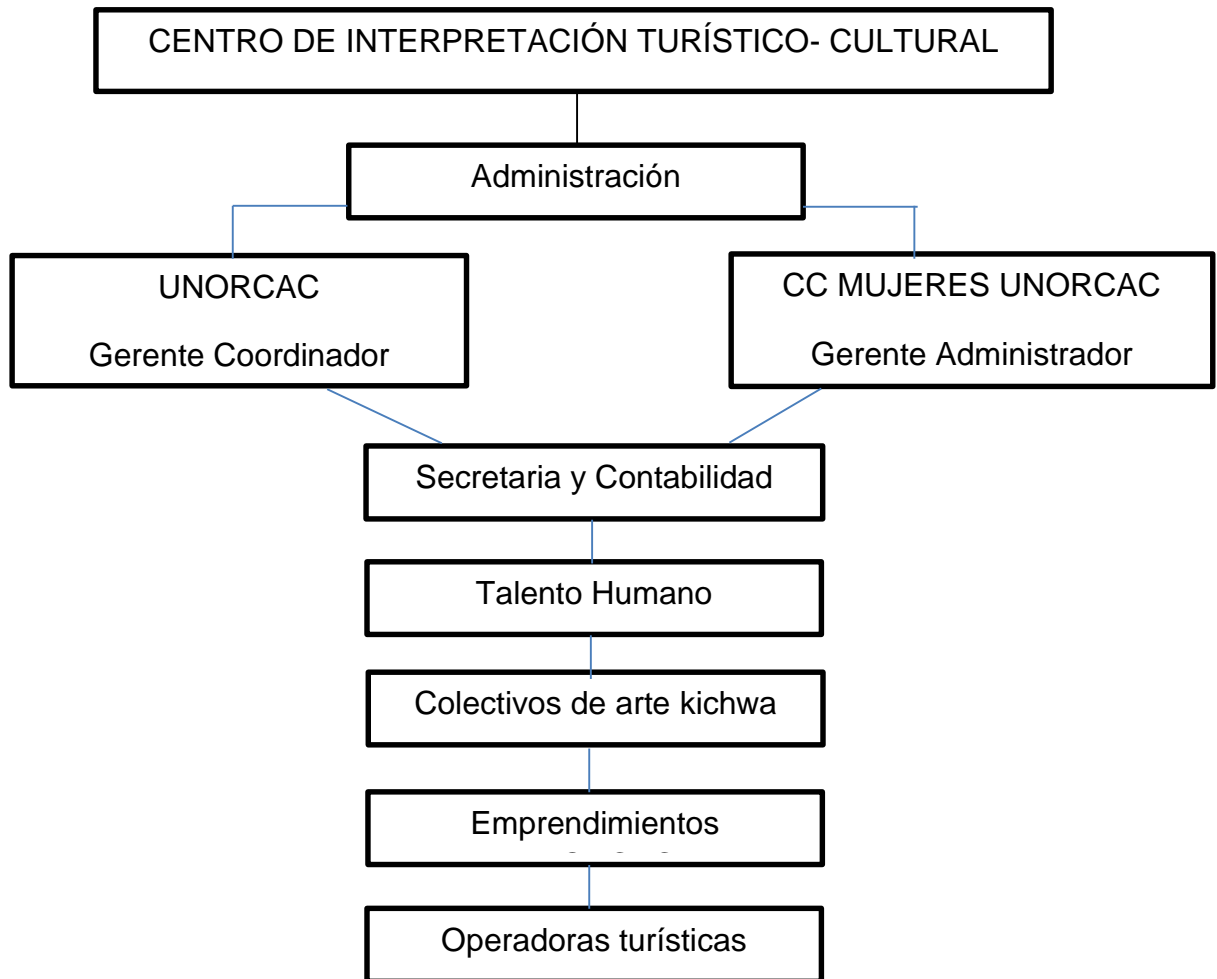 CENTRO DE INTERPRETACIÓN TURÍSTICO- CULTURAL
Administración
UNORCAC
Gerente Coordinador
CC MUJERES UNORCAC
Gerente Administrador
Secretaria y Contabilidad
Talento Humano
Colectivos de arte kichwa
Emprendimientos
Operadoras turísticas